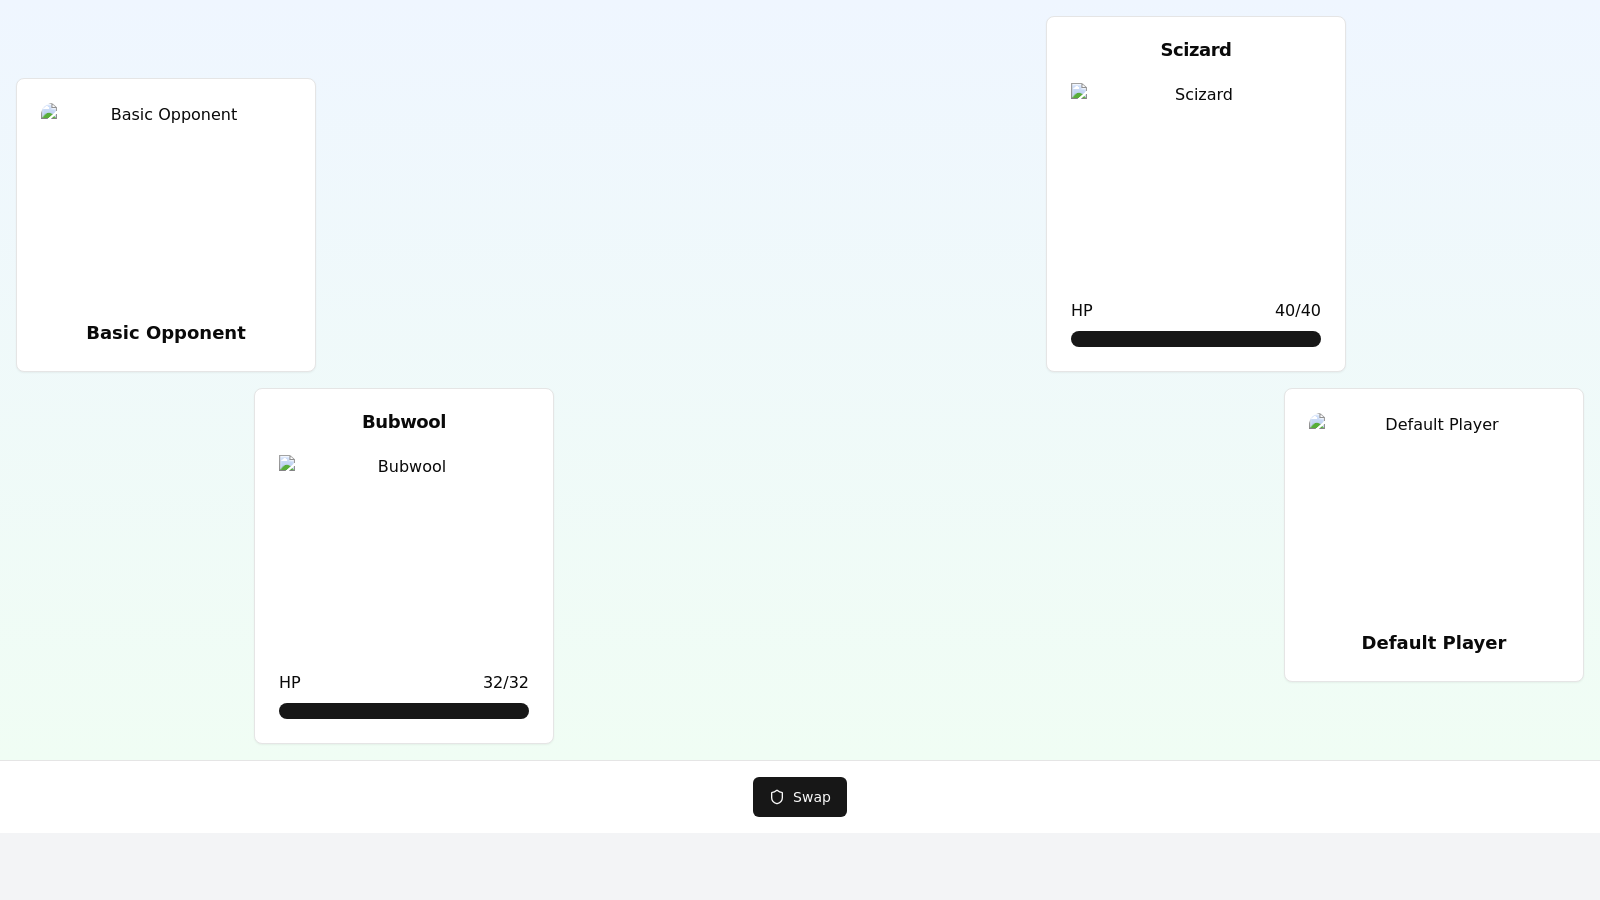 Scizard
Scizard
HP 40/40
Basic Opponent
Basic Opponent
Bubwool
Bubwool
HP 32/32
Default Player
Default Player
Swap